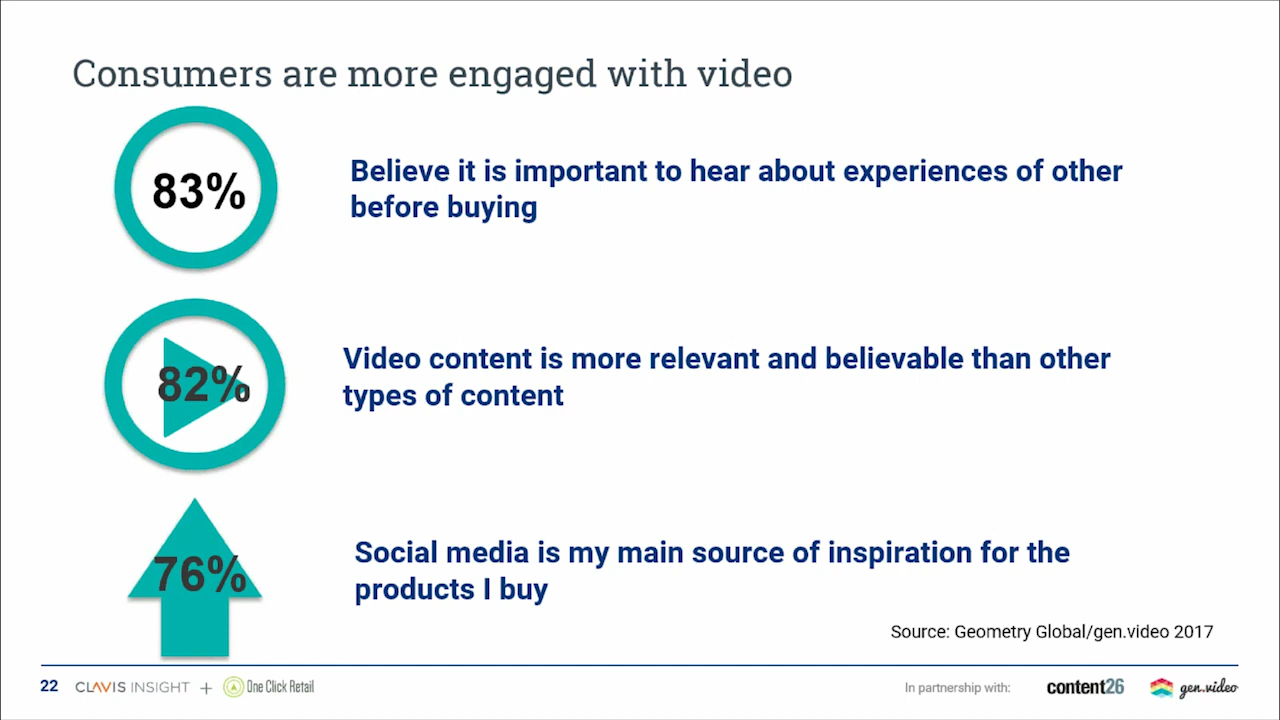 Consumers are more engaged with video
83%
Believe it is important to hear about experiences of other
before buying
82%
Video content is more relevant and believable than other
types of content
76%
Social media is my main source of inspiration for the
products I buy
Source: Geometry Global/gen.video 2017
22 CLAVIS INSIGHT + One Click Retail
In partnership with: content26 gen.video